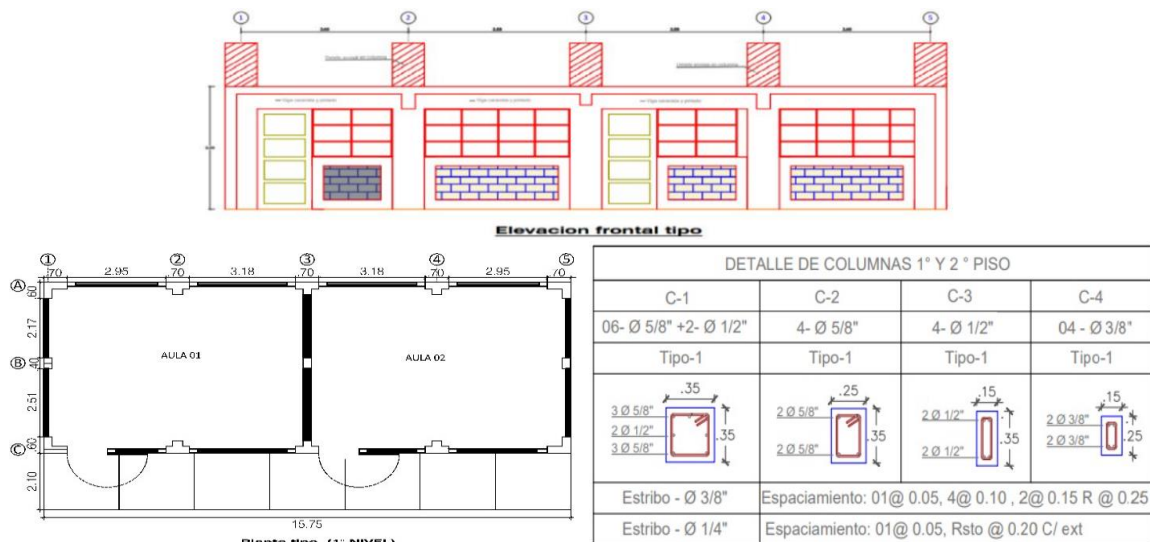 1 2 3 4 5
Elevacion frontal tipo
1 2 3 4 5
.70 2.95 .70 3.18 .70 3.18 .70 2.95 .70
A
.60
2.17
AULA 01 AULA 02
B
.40
2.51
.60
C
2.10
15.75
DETALLE DE COLUMNAS 1° Y 2 ° PISO
C-1 C-2 C-3 C-4
06- Ø 5/8" +2- Ø 1/2" 4- Ø 5/8" 4- Ø 1/2" 04 - Ø 3/8"
Tipo-1 Tipo-1 Tipo-1 Tipo-1
.35 .25 .15 .15
3 Ø 5/8"
2 Ø 1/2"
3 Ø 5/8"
.35
2 Ø 5/8"
2 Ø 5/8"
.35
2 Ø 1/2"
2 Ø 1/2"
.35
2 Ø 3/8"
2 Ø 3/8"
.25
Estribo - Ø 3/8" Espaciamiento: 01@ 0.05, 4@ 0.10 , 2@ 0.15 R @ 0.25
Estribo - Ø 1/4" Espaciamiento: 01@ 0.05, Rsto @ 0.20 C/ ext